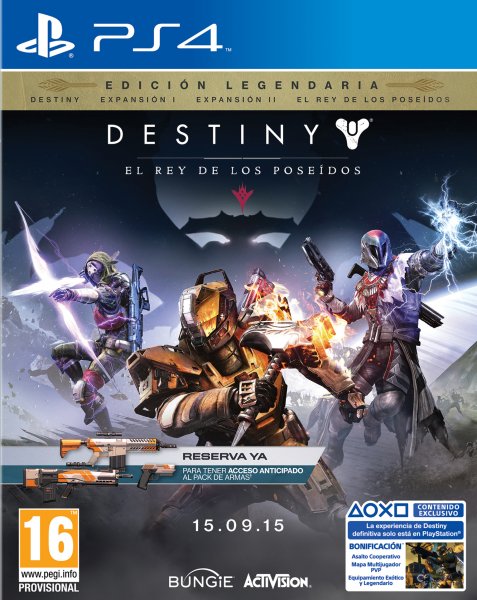 PS4
EDICIÓN LEGENDARIA
DESTINY EXPANSIÓN I EXPANSIÓN II EL REY DE LOS POSEÍDOS
DESTINY
EL REY DE LOS POSEÍDOS
RESERVA YA
PARA TENER ACCESO ANTICIPADO
AL PACK DE ARMAS¹
15.09.15
16
www.pegi.info
PROVISIONAL
BUNGiE ACTIVISION.
CONTENIDO
EXCLUSIVO
La experiencia de Destiny
definitiva solo está en PlayStation®
BONIFICACIÓN
Asalto Cooperativo
Mapa Multijugador
PVP
Equipamiento Exótico
y Legendario